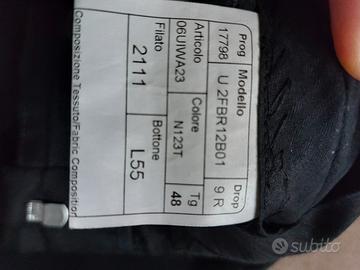 Prog Modello Drop
17798 U 2FBR12B01 9 R
Articolo Colore Tg
06UIWA23 N123T 48
Filato Bottone
2111 L55
Composizione Tessuto/Fabric Composition
subito